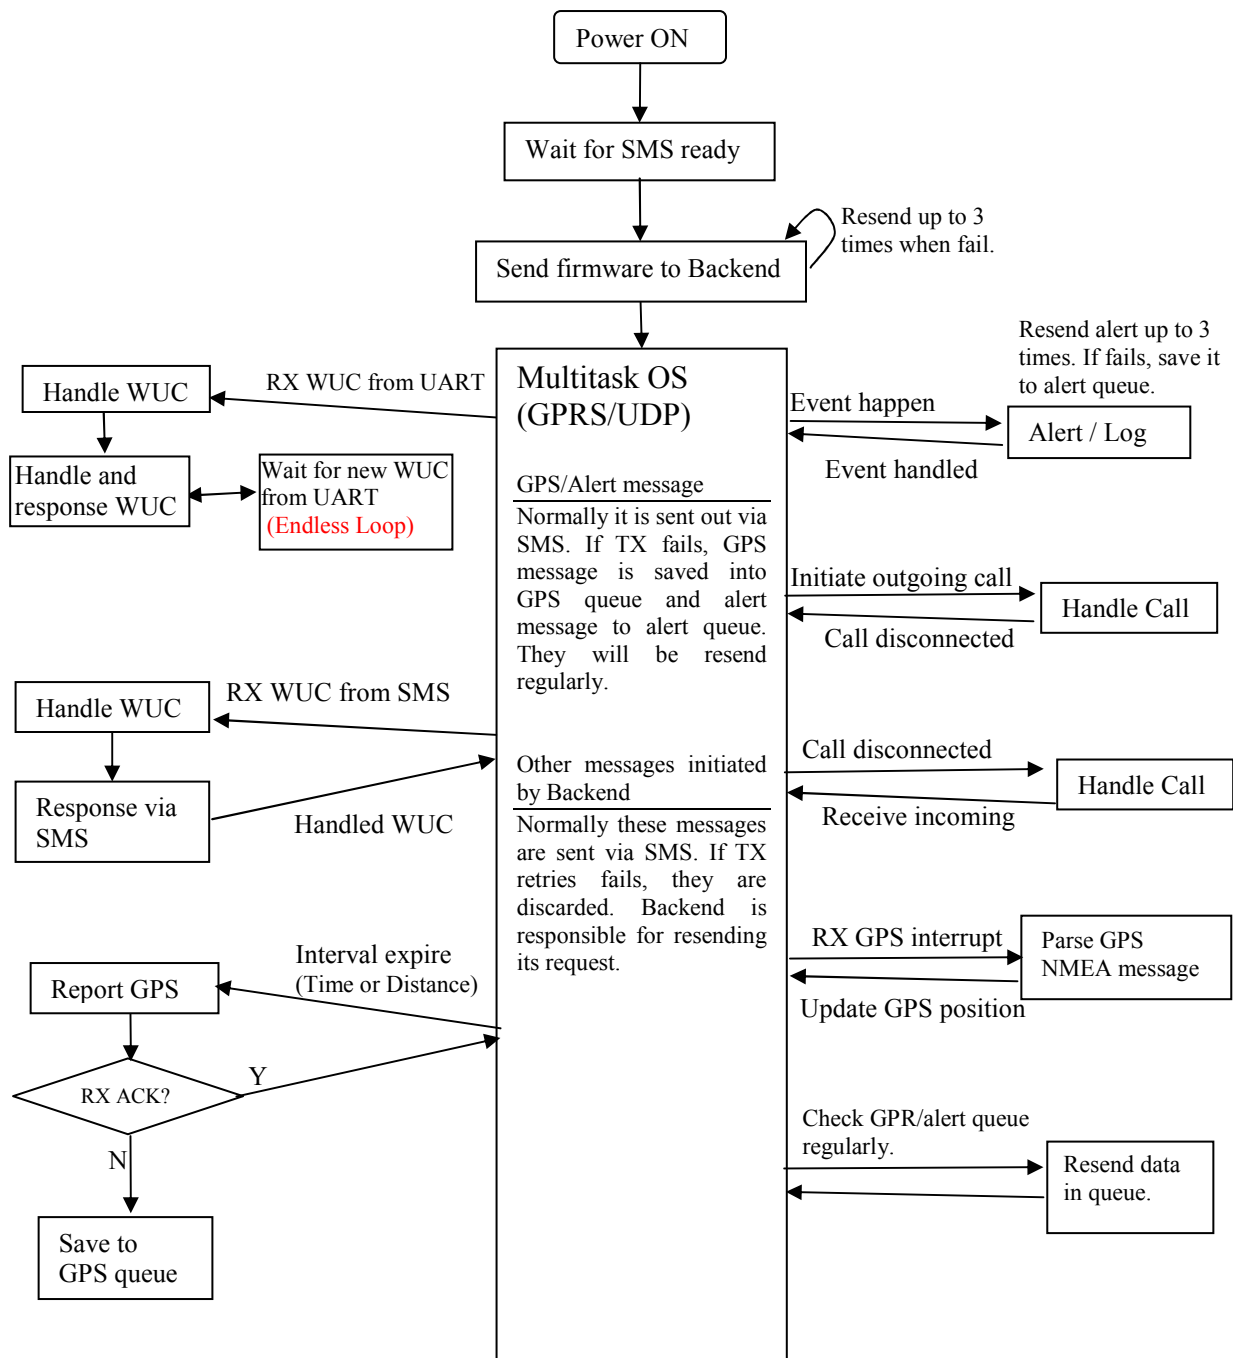 Power ON
Wait for SMS ready
Resend up to 3
times when fail.
Send firmware to Backend
Resend alert up to 3
times. If fails, save it
to alert queue.
RX WUC from UART
Handle WUC
Handle and
response WUC
Wait for new WUC
from UART
(Endless Loop)
Multitask OS
(GPRS/UDP)
GPS/Alert message
Normally it is sent out via
SMS. If TX fails, GPS
message is saved into
GPS queue and alert
message to alert queue.
They will be resend
regularly.
Event happen
Alert / Log
Event handled
Initiate outgoing call
Handle Call
Call disconnected
RX WUC from SMS
Handle WUC
Response via
SMS
Handled WUC
Other messages initiated
by Backend
Normally these messages
are sent via SMS. If TX
retries fails, they are
discarded. Backend is
responsible for resending
its request.
Call disconnected
Handle Call
Receive incoming
Interval expire
(Time or Distance)
Report GPS
RX ACK?
Y
N
Save to
GPS queue
RX GPS interrupt
Parse GPS
NMEA message
Update GPS position
Check GPR/alert queue
regularly.
Resend data
in queue.